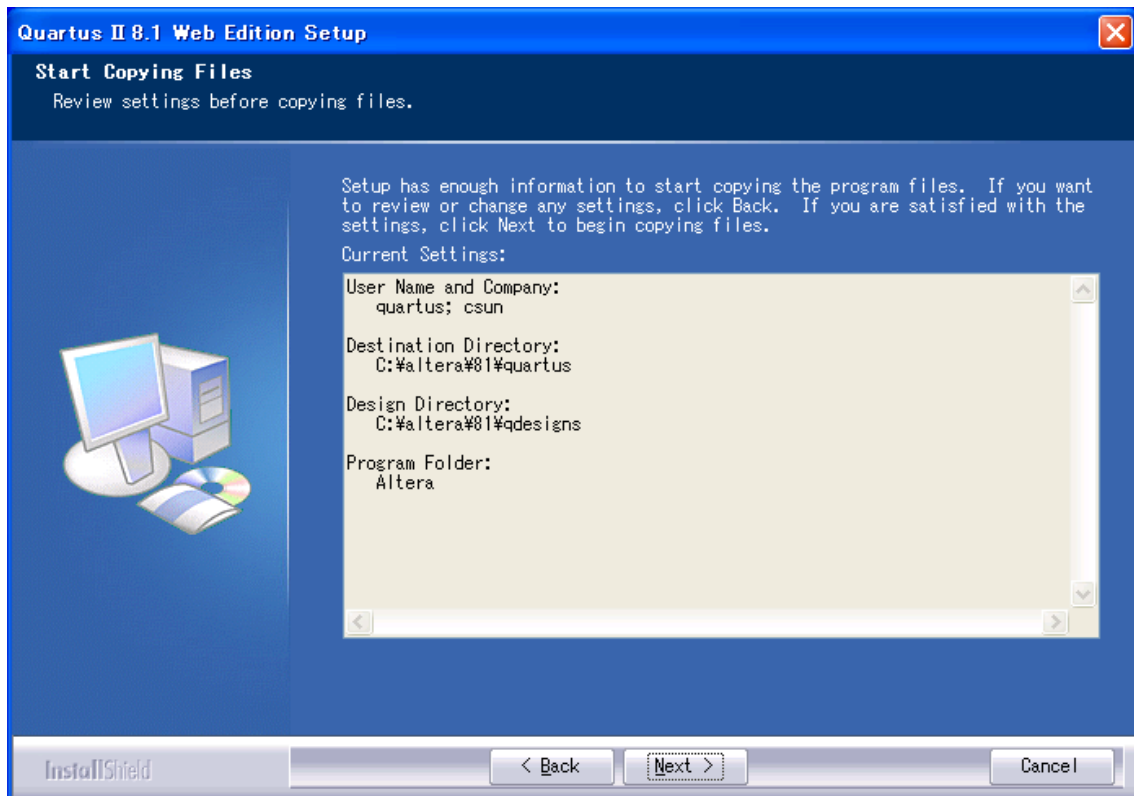 Quartus II 8.1 Web Edition Setup
Start Copying Files
Review settings before copying files.
Setup has enough information to start copying the program files.  If you want
to review or change any settings, click Back.  If you are satisfied with the
settings, click Next to begin copying files.
Current Settings:
User Name and Company:
quartus; csun
Destination Directory:
C:¥altera¥81¥quartus
Design Directory:
C:¥altera¥81¥qdesigns
Program Folder:
Altera
InstallShield
< Back
Next >
Cancel